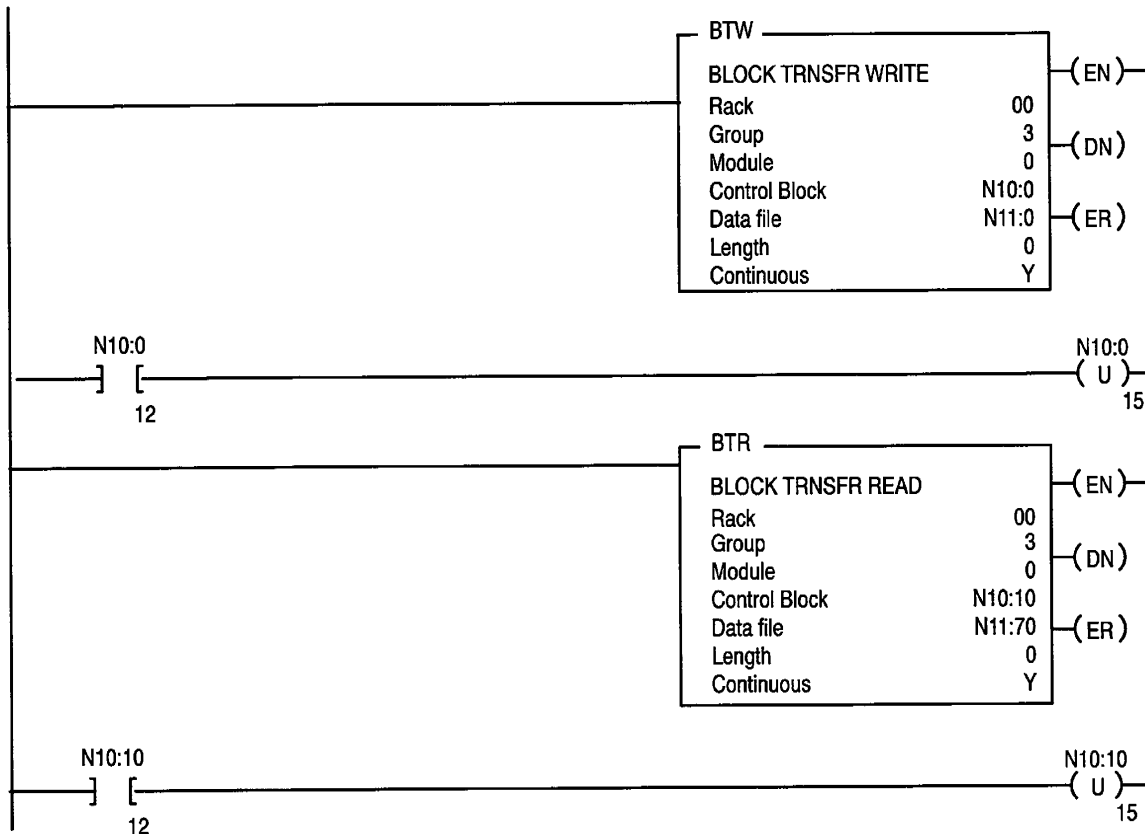 BTW
BLOCK TRNSFR WRITE
Rack 00
Group 3
Module 0
Control Block N10:0
Data file N11:0
Length 0
Continuous Y
(EN)
(DN)
(ER)
N10:0
12
N10:0
U
15
BTR
BLOCK TRNSFR READ
Rack 00
Group 3
Module 0
Control Block N10:10
Data file N11:70
Length 0
Continuous Y
(EN)
(DN)
(ER)
N10:10
12
N10:10
U
15